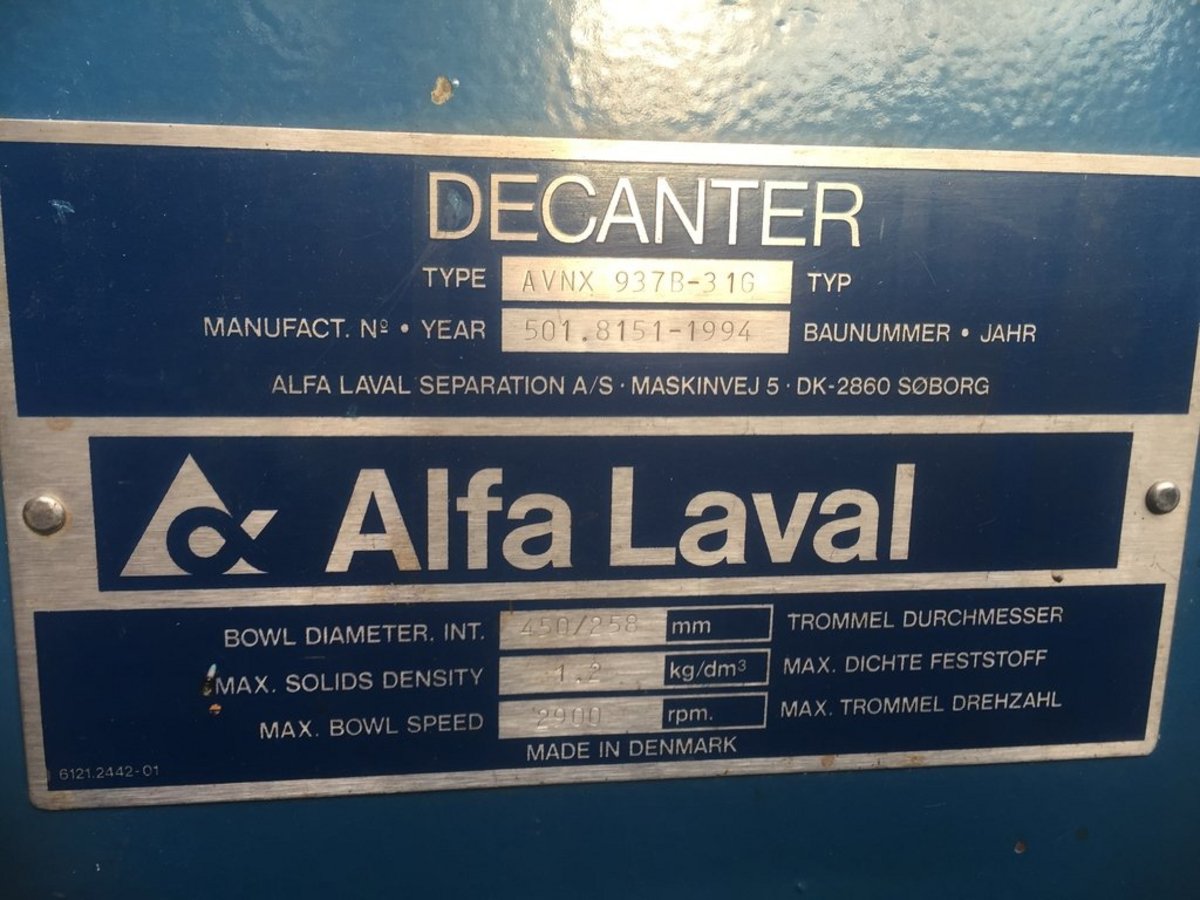 DECANTER
TYPE AVNX 937B-31G TYP
MANUFACT. Nº • YEAR 501.8151-1994 BAUNUMMER • JAHR
ALFA LAVAL SEPARATION A/S · MASKINVEJ 5 · DK-2860 SØBORG
Alfa Laval
BOWL DIAMETER. INT. 450/258 mm TROMMEL DURCHMESSER
MAX. SOLIDS DENSITY 1.2 kg/dm³ MAX. DICHTE FESTSTOFF
MAX. BOWL SPEED 2900 rpm. MAX. TROMMEL DREHZAHL
MADE IN DENMARK
6121.2442-01